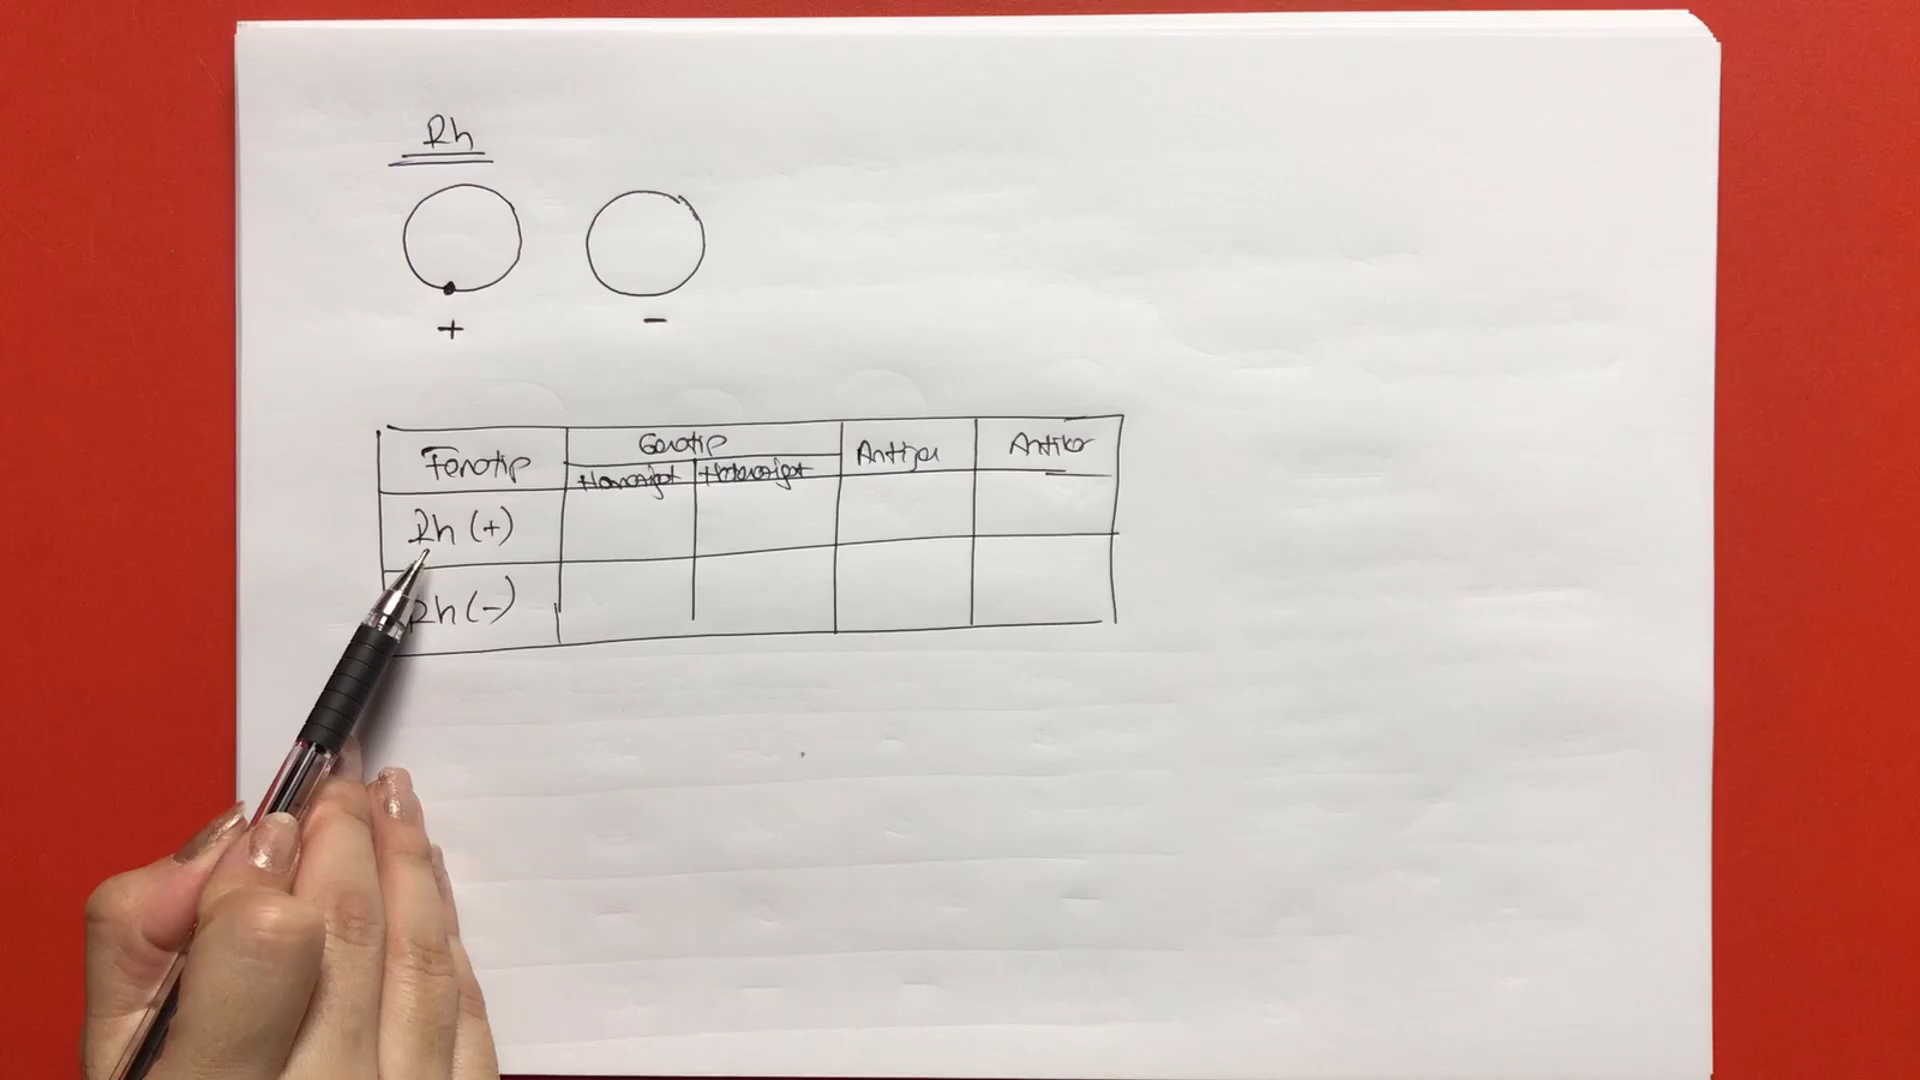 Rh
+ -
Fenotip Genotip Antijen Antikor
Homozigot Heterozigot
Rh (+)
Rh (-)